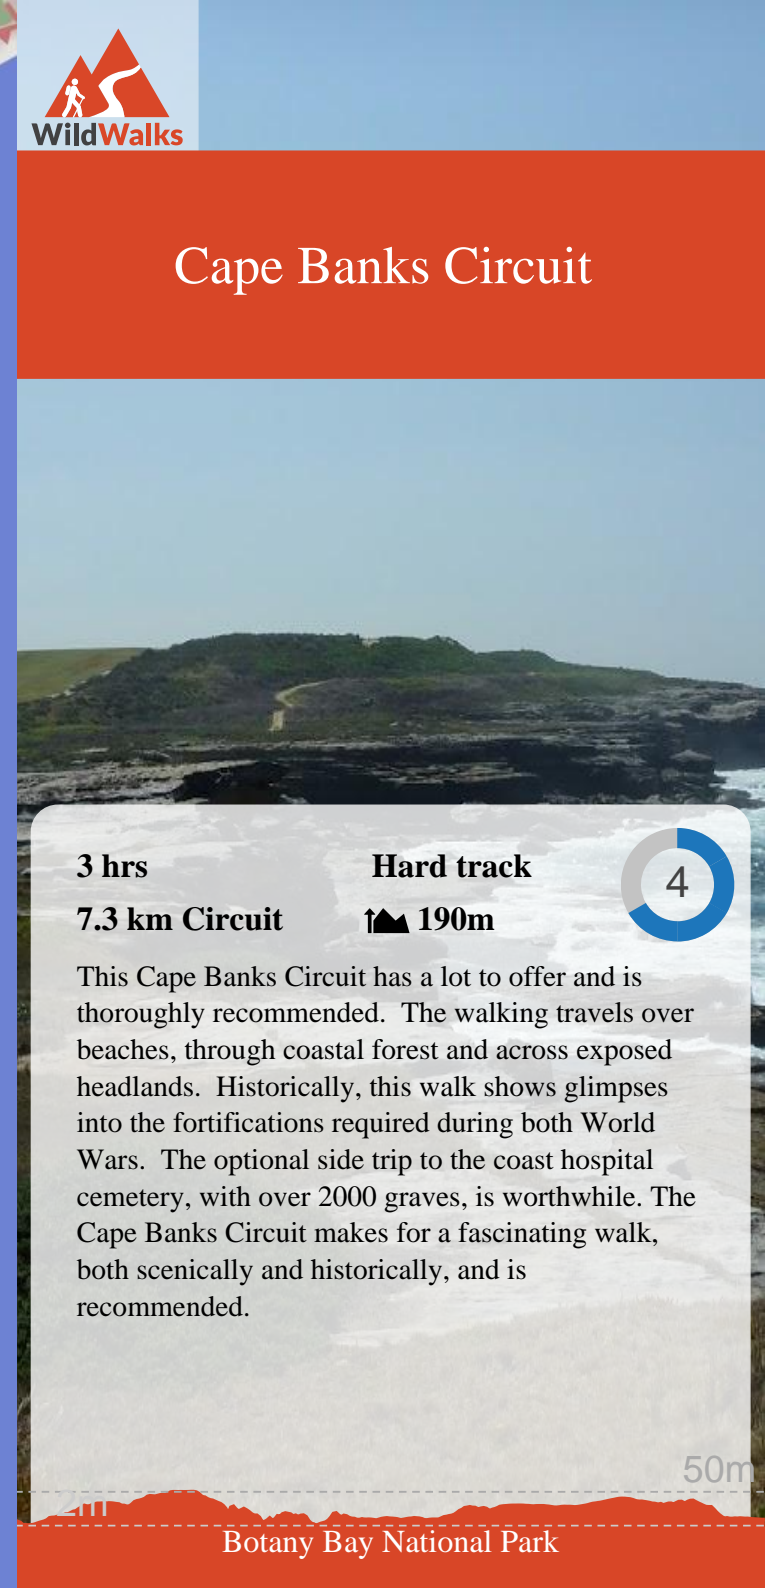 WildWalks
Cape Banks Circuit
3 hrs
Hard track
4
7.3 km Circuit
190m
This Cape Banks Circuit has a lot to offer and is
thoroughly recommended.  The walking travels over
beaches, through coastal forest and across exposed
headlands.  Historically, this walk shows glimpses
into the fortifications required during both World
Wars.  The optional side trip to the coast hospital
cemetery, with over 2000 graves, is worthwhile. The
Cape Banks Circuit makes for a fascinating walk,
both scenically and historically, and is
recommended.
50m
Botany Bay National Park